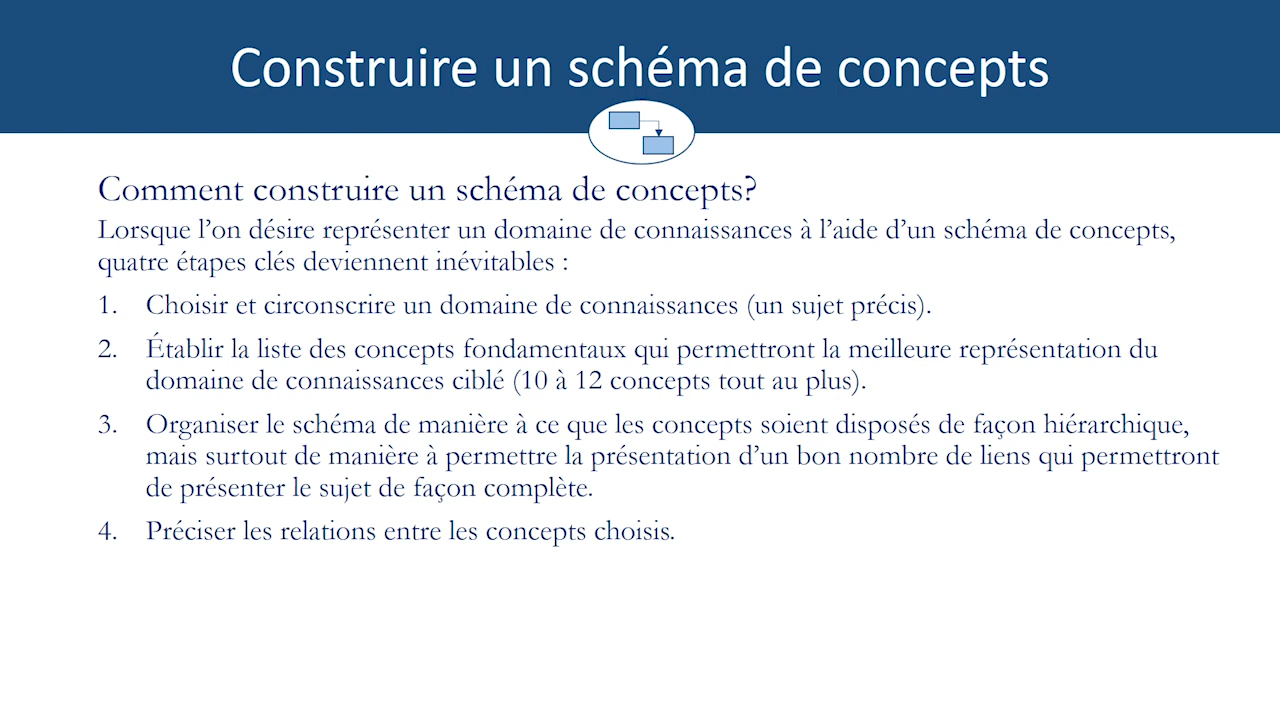 Construire un schéma de concepts
Comment construire un schéma de concepts?
Lorsque l’on désire représenter un domaine de connaissances à l’aide d’un schéma de concepts,
quatre étapes clés deviennent inévitables :
1. Choisir et circonscrire un domaine de connaissances (un sujet précis).
2. Établir la liste des concepts fondamentaux qui permettront la meilleure représentation du
domaine de connaissances ciblé (10 à 12 concepts tout au plus).
3. Organiser le schéma de manière à ce que les concepts soient disposés de façon hiérarchique,
mais surtout de manière à permettre la présentation d’un bon nombre de liens qui permettront
de présenter le sujet de façon complète.
4. Préciser les relations entre les concepts choisis.